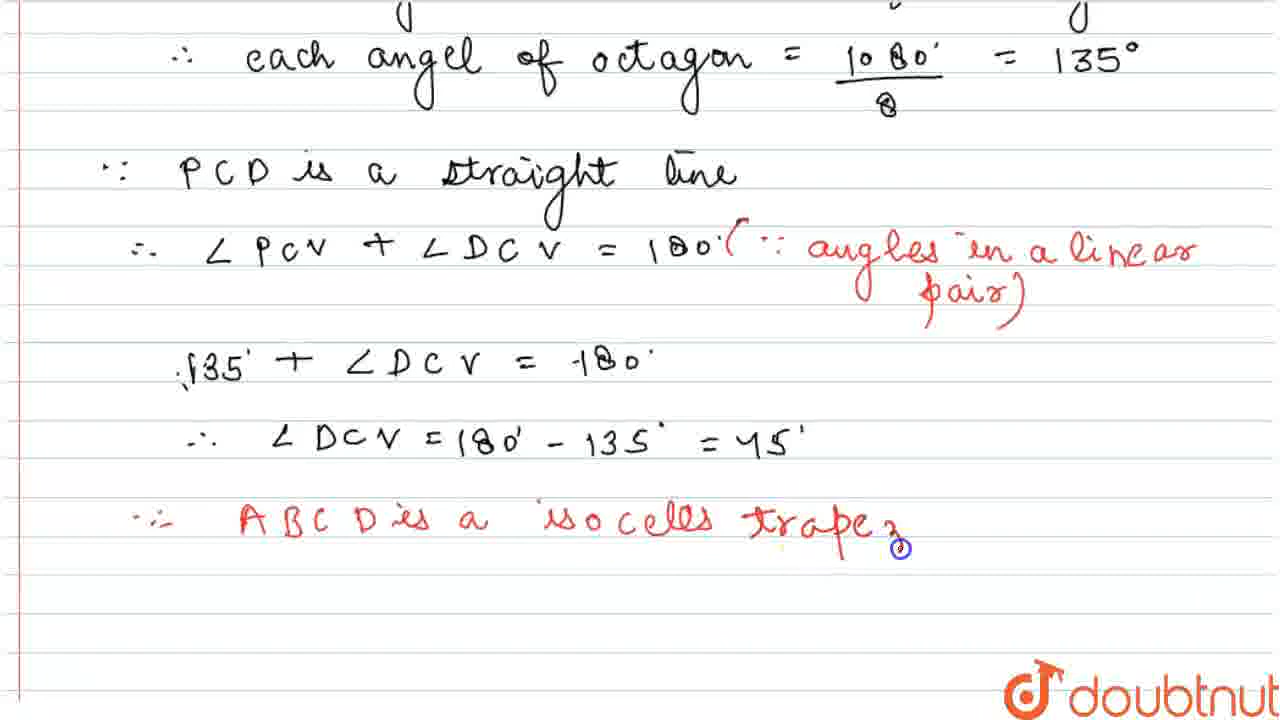 ∴ each angel of octagon = 1080°/8 = 135°
∵ PCD is a straight line
∴ ∠PCV + ∠DCV = 180° (∵ angles in a linear
pair)
135° + ∠DCV = 180°
∴ ∠DCV = 180° - 135° = 45°
∵ ABCD is a isoceles trapez
doubtnut